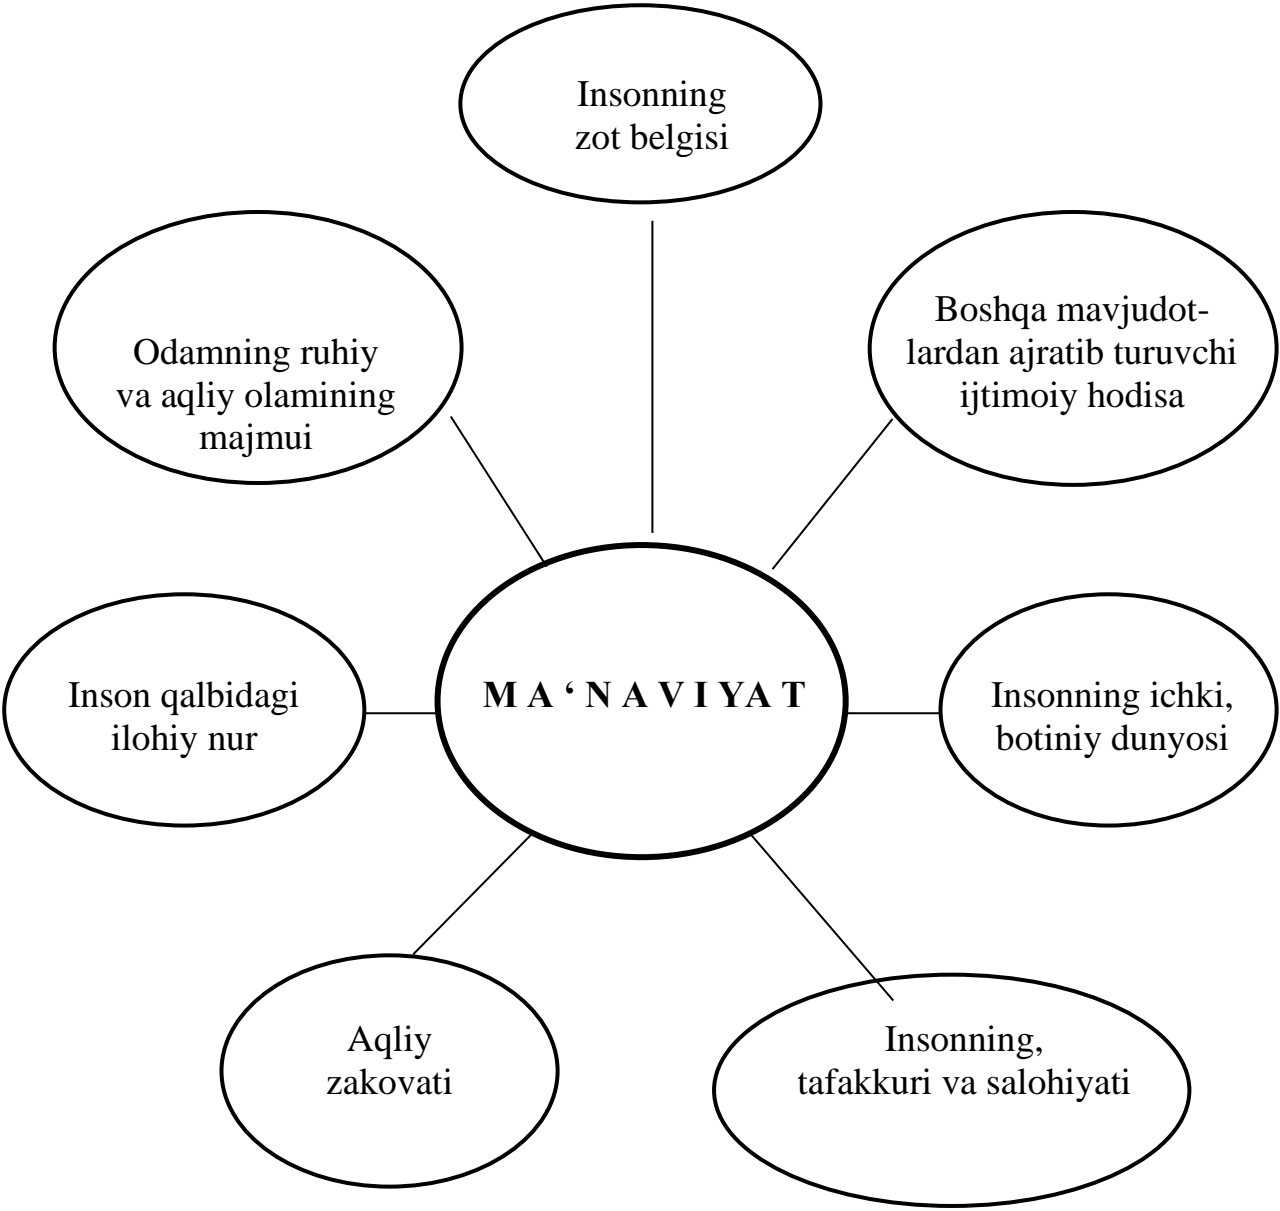 Insonning
zot belgisi
Boshqa mavjudot-
lardan ajratib turuvchi
ijtimoiy hodisa
Odamning ruhiy
va aqliy olamining
majmui
M A ‘ N A V I YA T
Inson qalbidagi
ilohiy nur
Insonning ichki,
botiniy dunyosi
Aqliy
zakovati
Insonning,
tafakkuri va salohiyati